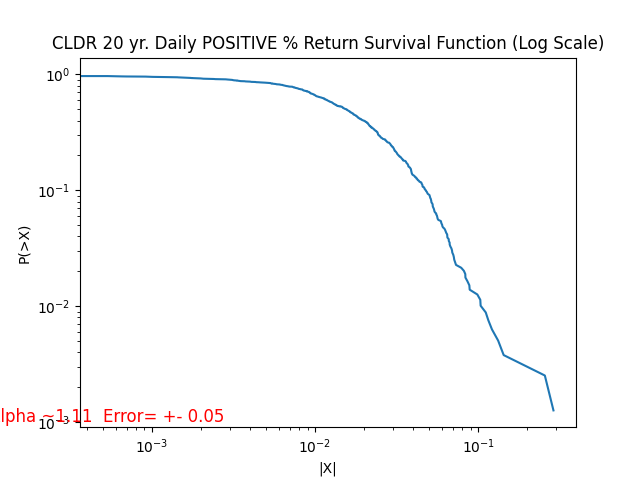 CLDR 20 yr. Daily POSITIVE % Return Survival Function (Log Scale)
10⁰
10⁻¹
10⁻²
10⁻³
P(>X)
lpha ~1.11 Error= +- 0.05
10⁻³ 10⁻² 10⁻¹
|X|